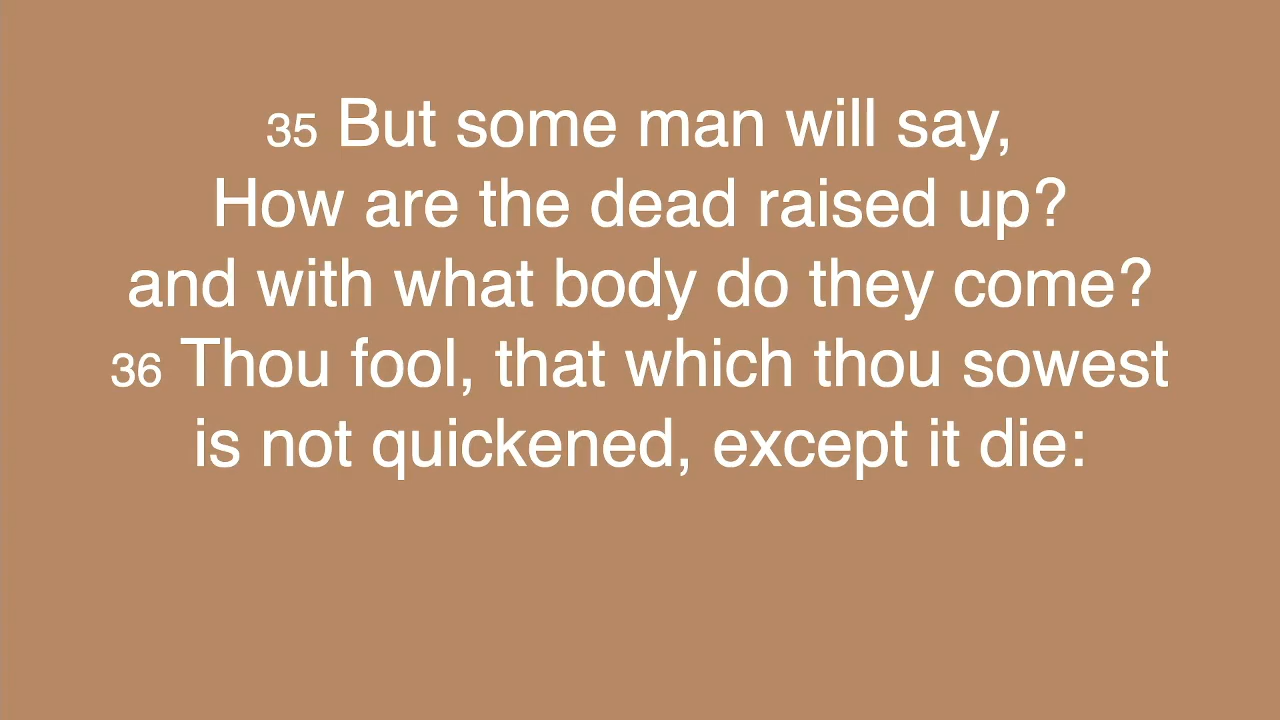 35 But some man will say,
How are the dead raised up?
and with what body do they come?
36 Thou fool, that which thou sowest
is not quickened, except it die: